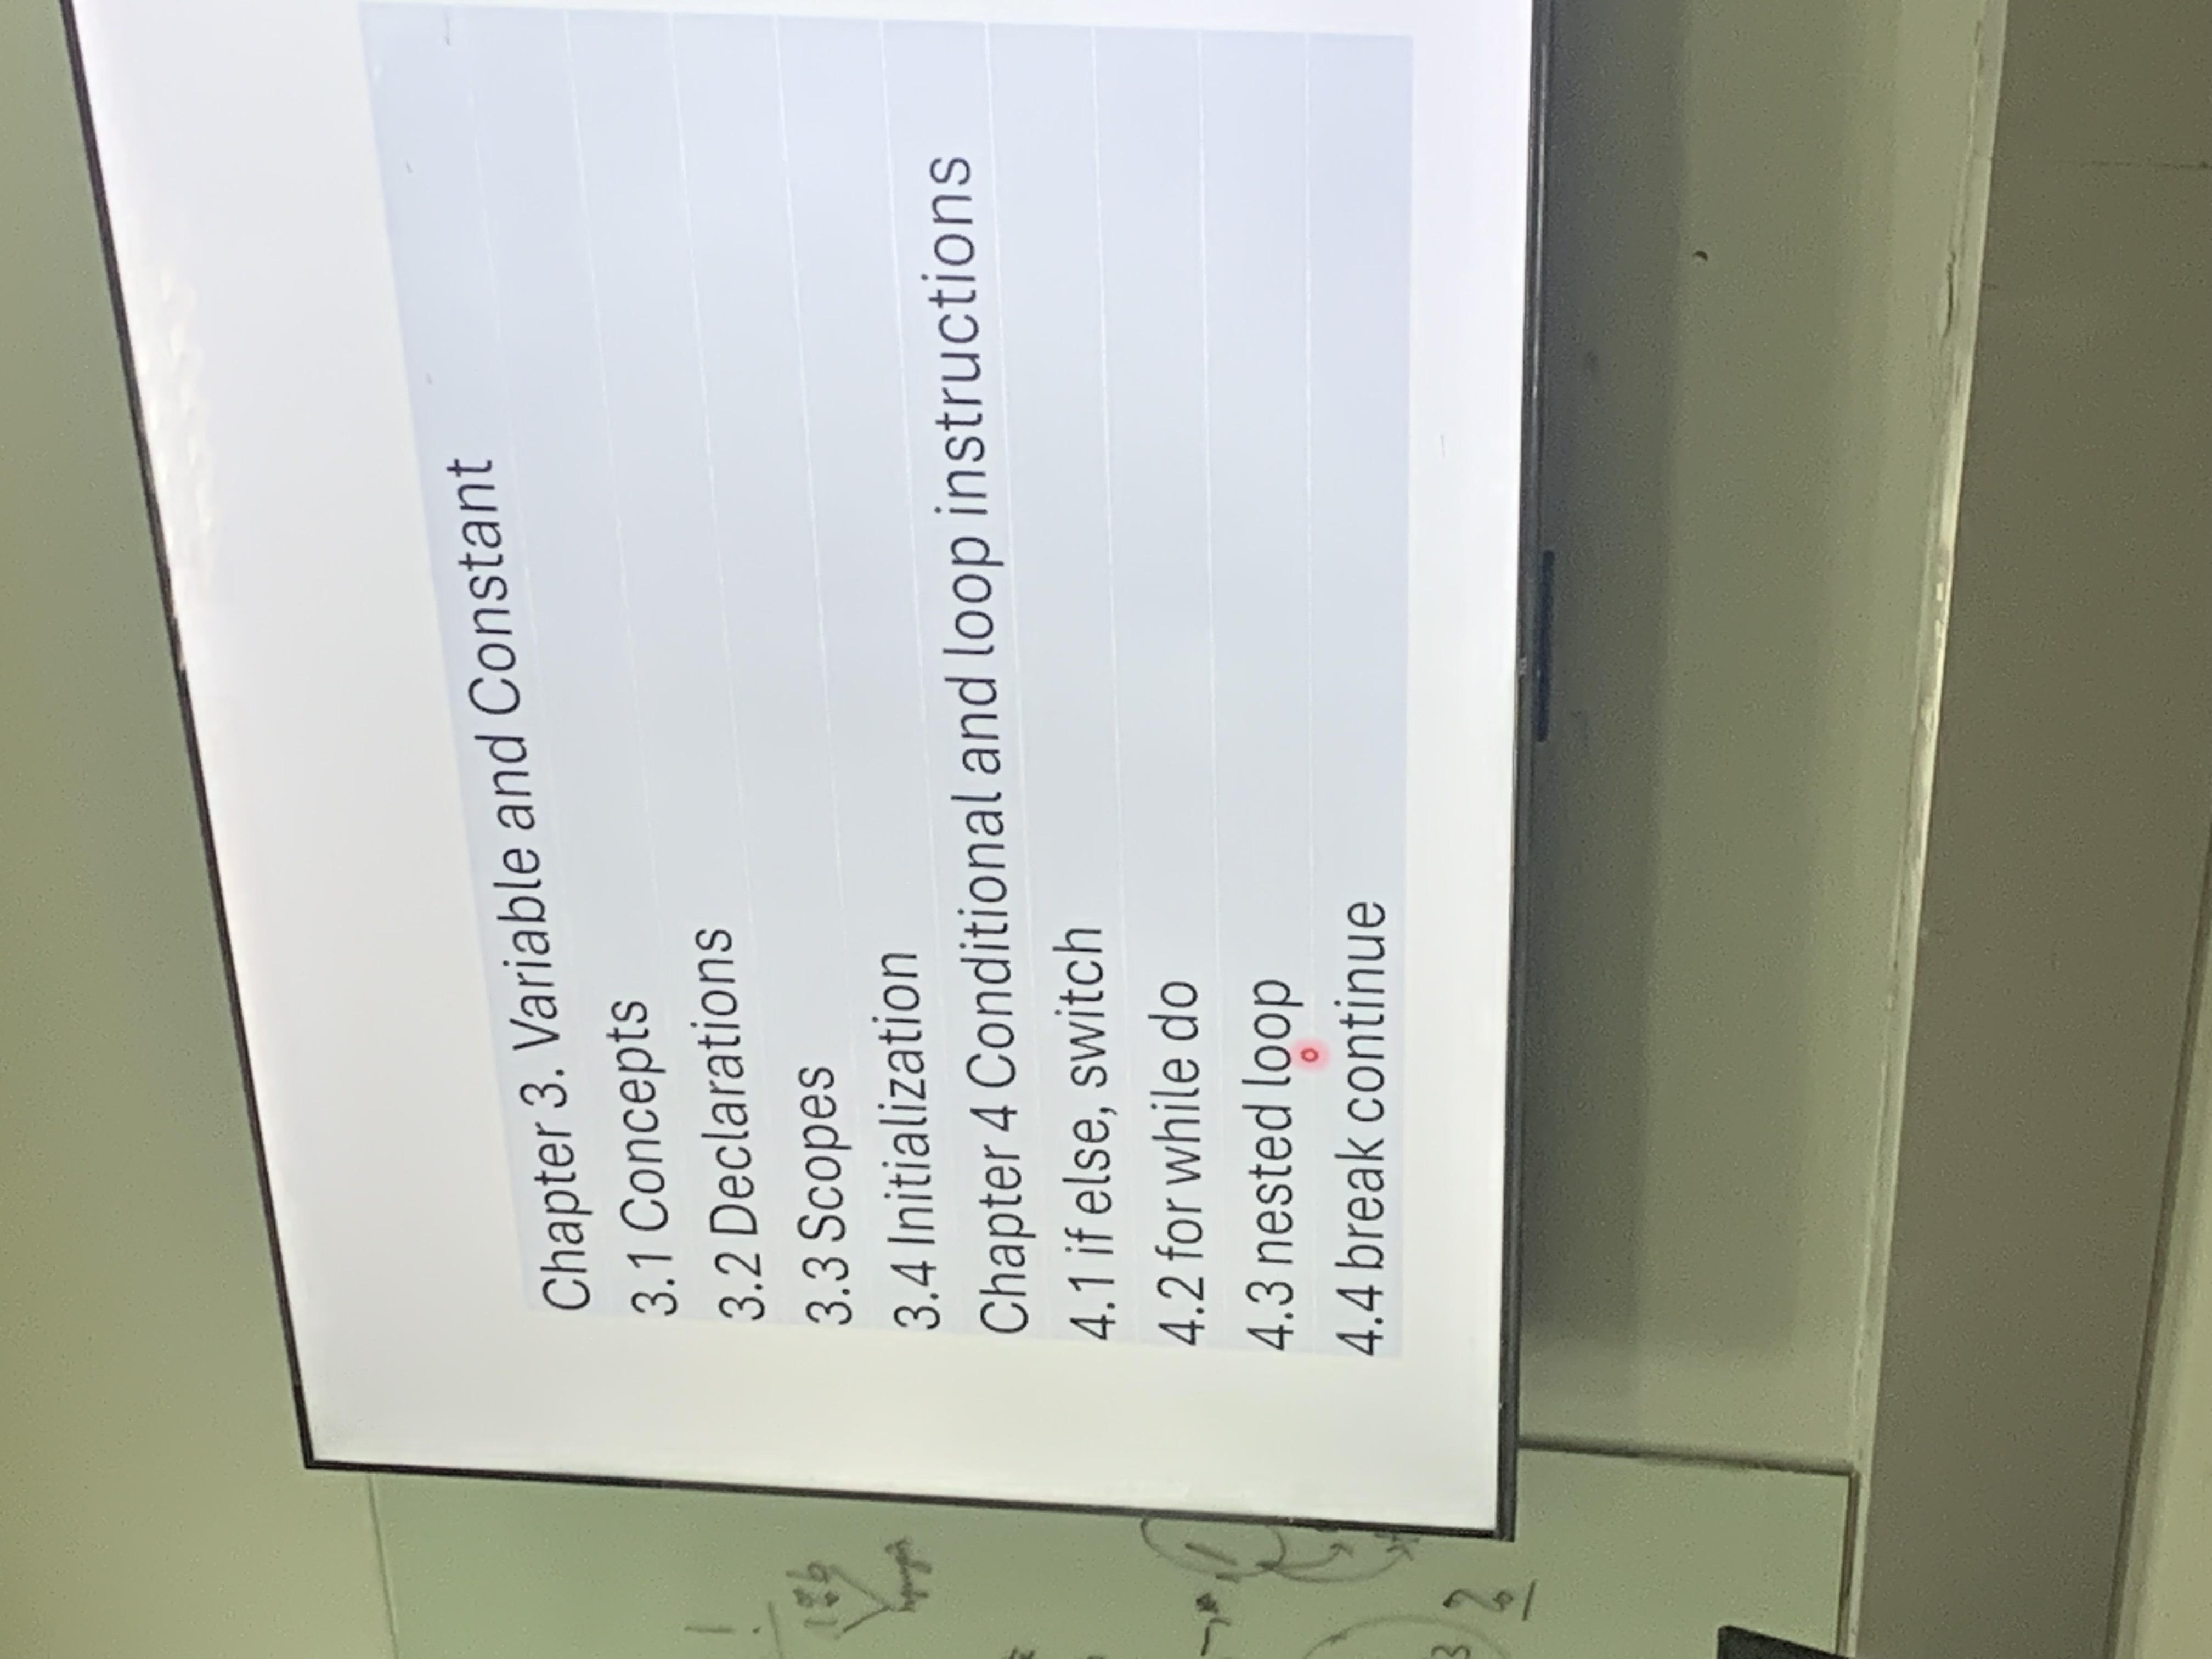 Chapter 3. Variable and Constant
3.1 Concepts
3.2 Declarations
3.3 Scopes
3.4 Initialization
Chapter 4 Conditional and loop instructions
4.1 if else, switch
4.2 for while do
4.3 nested loop
4.4 break continue